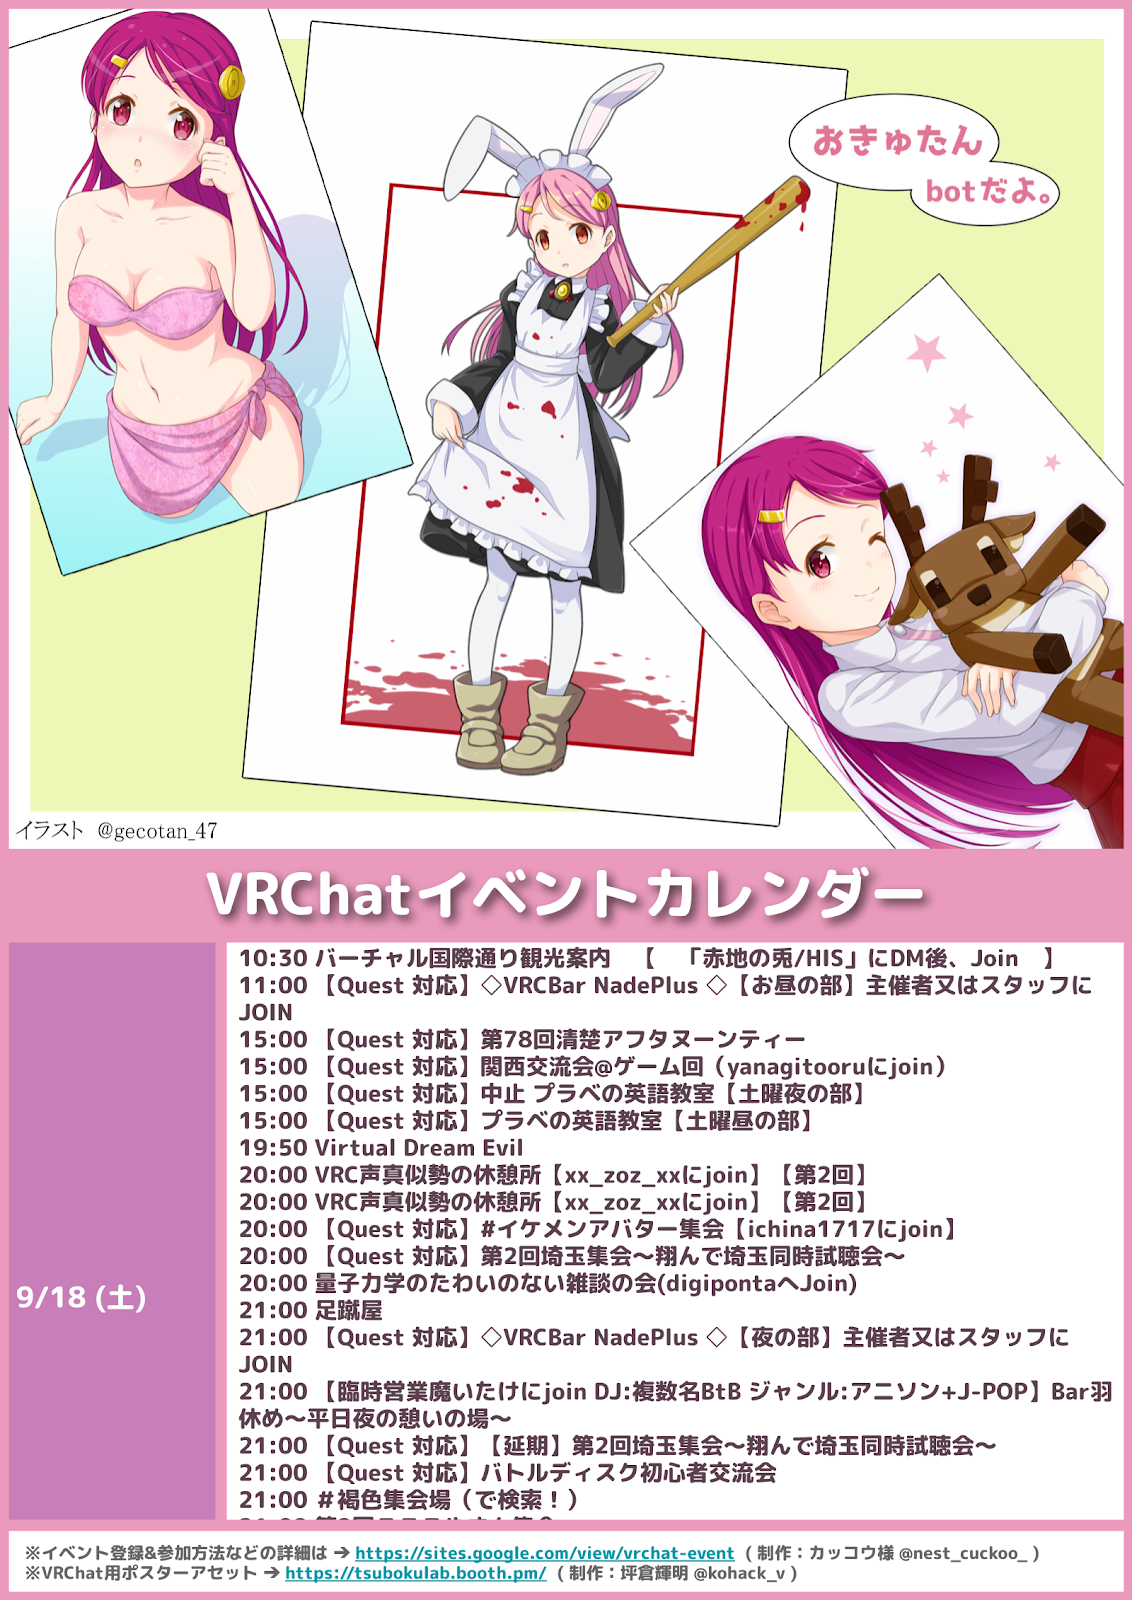 おきゅたん
botだよ。
イラスト @gecotan_47
VRChatイベントカレンダー
9/18 (土)
10:30 バーチャル国際通り観光案内 【 「赤地の兎/HIS」にDM後、Join 】
11:00 【Quest 対応】◇VRCBar NadePlus ◇【お昼の部】主催者又はスタッフに
JOIN
15:00 【Quest 対応】第78回清楚アフタヌーンティー
15:00 【Quest 対応】関西交流会@ゲーム回（yanagitooruにjoin）
15:00 【Quest 対応】中止 プラベの英語教室【土曜夜の部】
15:00 【Quest 対応】プラベの英語教室【土曜昼の部】
19:50 Virtual Dream Evil
20:00 VRC声真似勢の休憩所【xx_zoz_xxにjoin】【第2回】
20:00 VRC声真似勢の休憩所【xx_zoz_xxにjoin】【第2回】
20:00 【Quest 対応】#イケメンアバター集会【ichina1717にjoin】
20:00 【Quest 対応】第2回埼玉集会～翔んで埼玉同時試聴会～
20:00 量子力学のたわいのない雑談の会(digipontaへJoin)
21:00 足蹴屋
21:00 【Quest 対応】◇VRCBar NadePlus ◇【夜の部】主催者又はスタッフに
JOIN
21:00 【臨時営業魔いたけにjoin DJ:複数名BtB ジャンル:アニソン+J-POP】Bar羽
休め～平日夜の憩いの場～
21:00 【Quest 対応】【延期】第2回埼玉集会～翔んで埼玉同時試聴会～
21:00 【Quest 対応】バトルディスク初心者交流会
21:00 ＃褐色集会場（で検索！）
※イベント登録&参加方法などの詳細は ➔ https://sites.google.com/view/vrchat-event （ 制作：カッコウ様 @nest_cuckoo_ ）
※VRChat用ポスターアセット ➔ https://tsubokulab.booth.pm/ （ 制作：坪倉輝明 @kohack_v ）